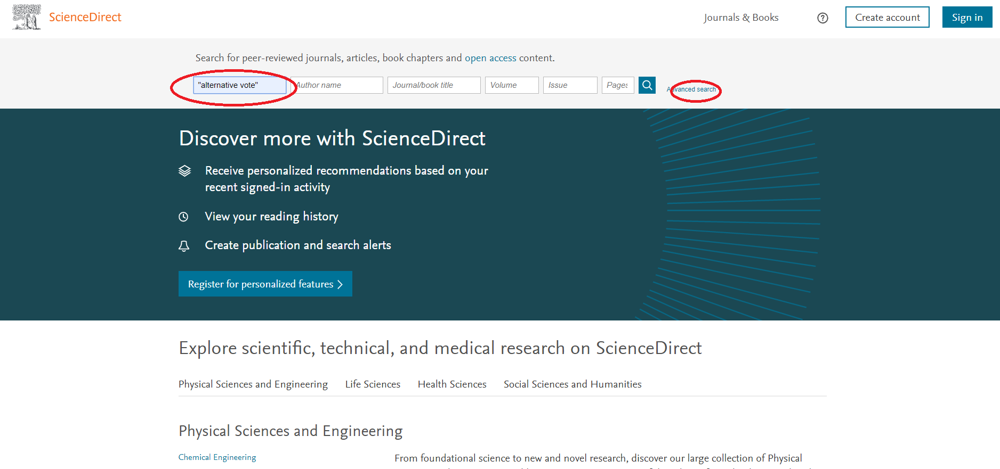 ScienceDirect
Journals & Books
?
Create account
Sign in
Search for peer-reviewed journals, articles, book chapters and open access content.
"alternative vote" Author name Journal/book title Volume Issue Pages Advanced search
Discover more with ScienceDirect
Receive personalized recommendations based on your
recent signed-in activity
View your reading history
Create publication and search alerts
Register for personalized features >
Explore scientific, technical, and medical research on ScienceDirect
Physical Sciences and Engineering Life Sciences Health Sciences Social Sciences and Humanities
Physical Sciences and Engineering
Chemical Engineering
From foundational science to new and novel research, discover our large collection of Physical